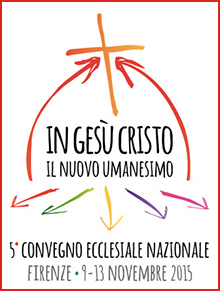 IN GESÙ CRISTO
IL NUOVO UMANESIMO
5° CONVEGNO ECCLESIALE NAZIONALE
FIRENZE • 9-13 NOVEMBRE 2015